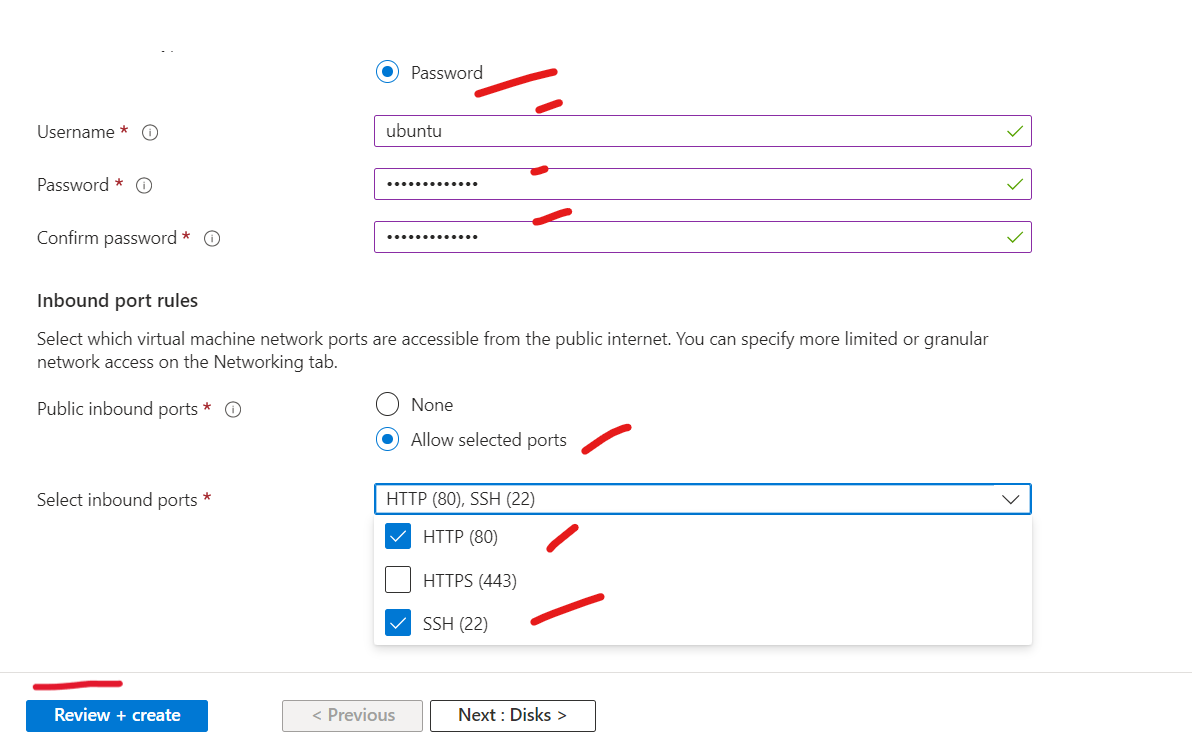 Password
Username *
ubuntu
Password *
•••••••••••••
Confirm password *
•••••••••••••
Inbound port rules
Select which virtual machine network ports are accessible from the public internet. You can specify more limited or granular
network access on the Networking tab.
Public inbound ports *
None
Allow selected ports
Select inbound ports *
HTTP (80), SSH (22)
HTTP (80)
HTTPS (443)
SSH (22)
Review + create
< Previous
Next : Disks >